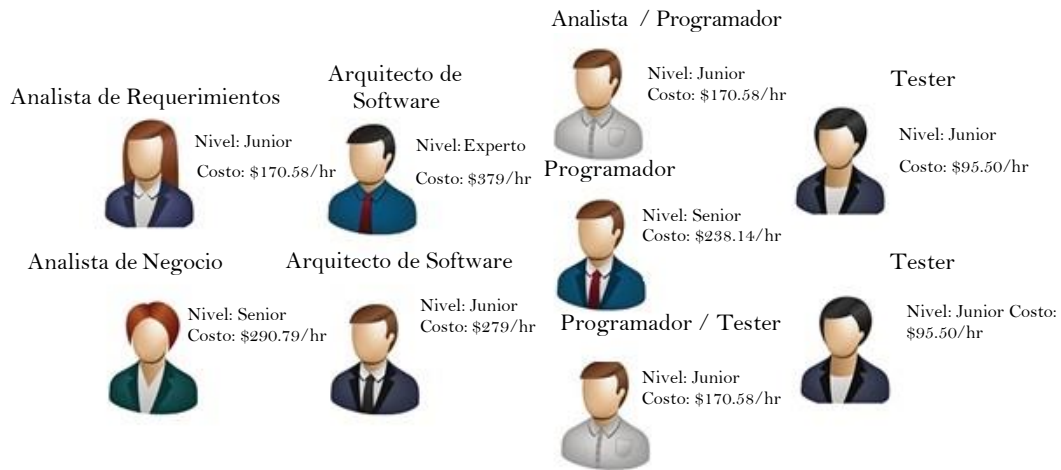 Analista de Requerimientos
Nivel: Junior
Costo: $170.58/hr
Analista de Negocio
Nivel: Senior
Costo: $290.79/hr
Arquitecto de
Software
Nivel: Experto
Costo: $379/hr
Arquitecto de Software
Nivel: Junior
Costo: $279/hr
Analista / Programador
Nivel: Junior
Costo: $170.58/hr
Programador
Nivel: Senior
Costo: $238.14/hr
Programador / Tester
Nivel: Junior
Costo: $170.58/hr
Tester
Nivel: Junior
Costo: $95.50/hr
Tester
Nivel: Junior Costo:
$95.50/hr